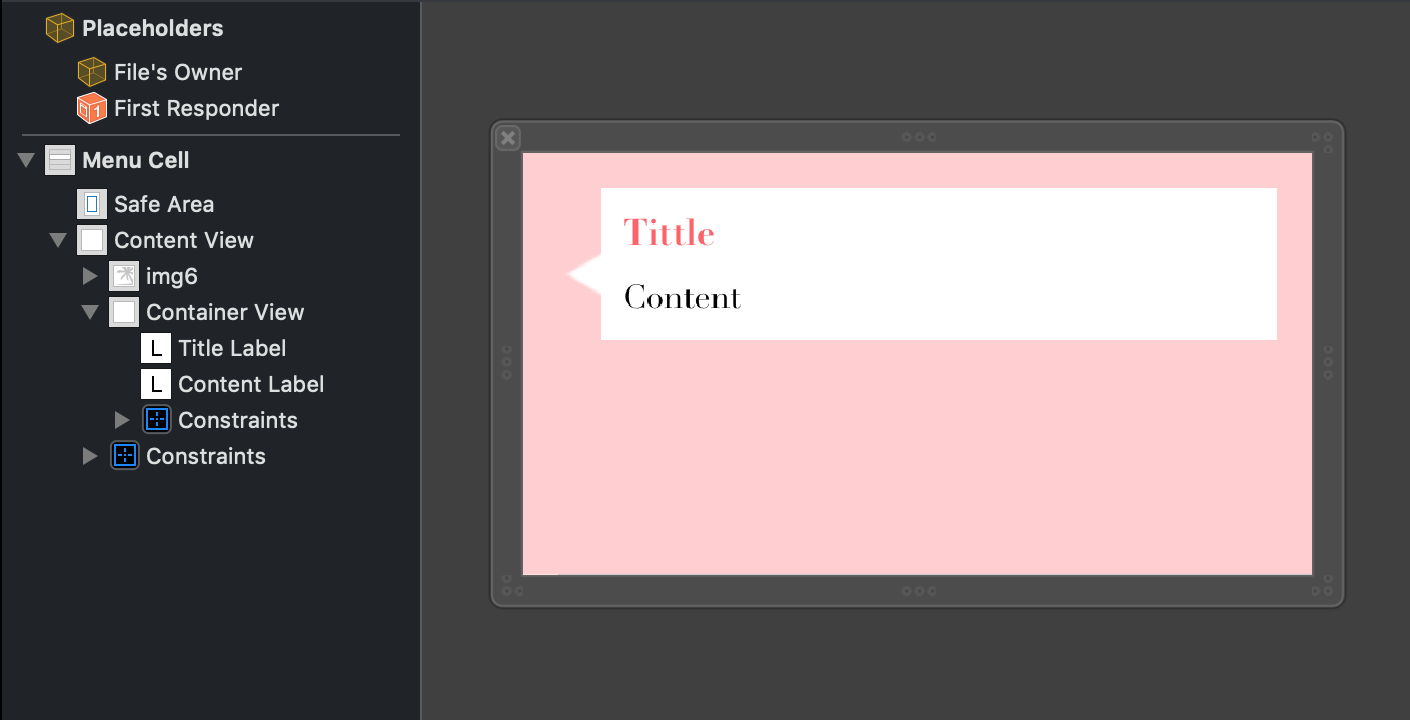 Placeholders
File's Owner
First Responder
Menu Cell
Safe Area
Content View
img6
Container View
L Title Label
L Content Label
Constraints
Constraints
Tittle
Content